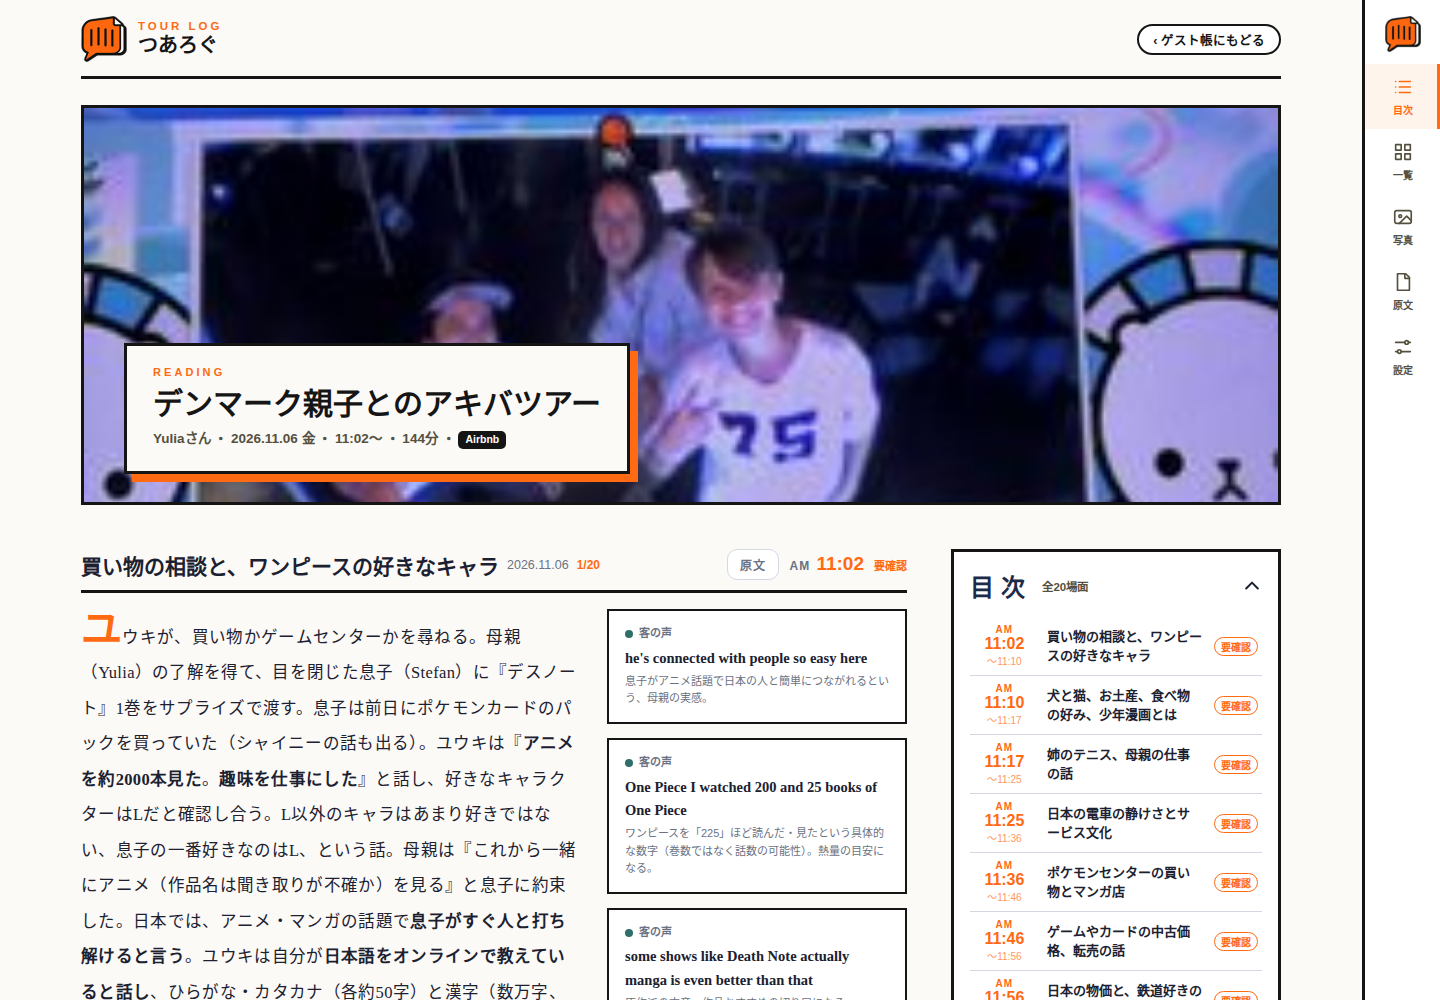 TOUR LOG
つあろぐ
‹ ゲスト帳にもどる
READING
デンマーク親子とのアキバツアー
Yuliaさん ・ 2026.11.06 金 ・ 11:02〜 ・ 144分 ・ Airbnb
75
買い物の相談と、ワンピースの好きなキャラ 2026.11.06 1/20
原文 AM 11:02 要確認
ユウキが、買い物かゲームセンターかを尋ねる。母親
（Yulia）の了解を得て、目を閉じた息子（Stefan）に『デスノー
ト』1巻をサプライズで渡す。息子は前日にポケモンカードのパ
ックを買っていた（シャイニーの話も出る）。ユウキは『アニメ
を約2000本見た。趣味を仕事にした』と話し、好きなキャラク
ターはLだと確認し合う。L以外のキャラはあまり好きではな
い、息子の一番好きなのはL、という話。母親は『これから一緒
にアニメ（作品名は聞き取りが不確か）を見る』と息子に約束
した。日本では、アニメ・マンガの話題で息子がすぐ人と打ち
解けると言う。ユウキは自分が日本語をオンラインで教えてい
ると話し、ひらがな・カタカナ（各約50字）と漢字（数万字、
客の声
he's connected with people so easy here
息子がアニメ話題で日本の人と簡単につながれるとい
う、母親の実感。
客の声
One Piece I watched 200 and 25 books of
One Piece
ワンピースを「225」ほど読んだ・見たという具体的
な数字（巻数ではなく話数の可能性）。熱量の目安に
なる。
客の声
some shows like Death Note actually
manga is even better than that
目次 全20場面
AM
11:02
〜11:10
買い物の相談と、ワンピー
スの好きなキャラ
要確認
AM
11:10
〜11:17
犬と猫、お土産、食べ物
の好み、少年漫画とは
要確認
AM
11:17
〜11:25
姉のテニス、母親の仕事
の話
要確認
AM
11:25
〜11:36
日本の電車の静けさとサ
ービス文化
要確認
AM
11:36
〜11:46
ポケモンセンターの買い
物とマンガ店
要確認
AM
11:46
〜11:56
ゲームやカードの中古価
格、転売の話
要確認
AM
11:56
日本の物価と、鉄道好きの
要確認
目次
一覧
写真
原文
設定